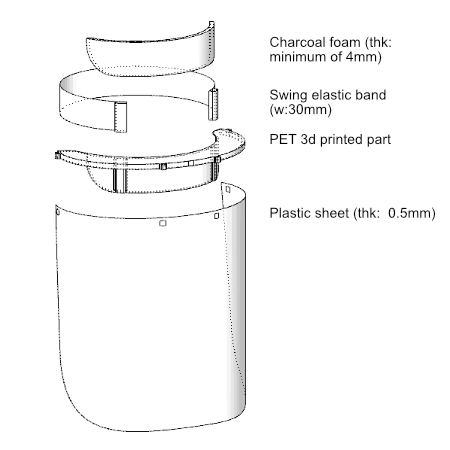 Charcoal foam (thk:
minimum of 4mm)
Swing elastic band
(w:30mm)
PET 3d printed part
Plastic sheet (thk:  0.5mm)